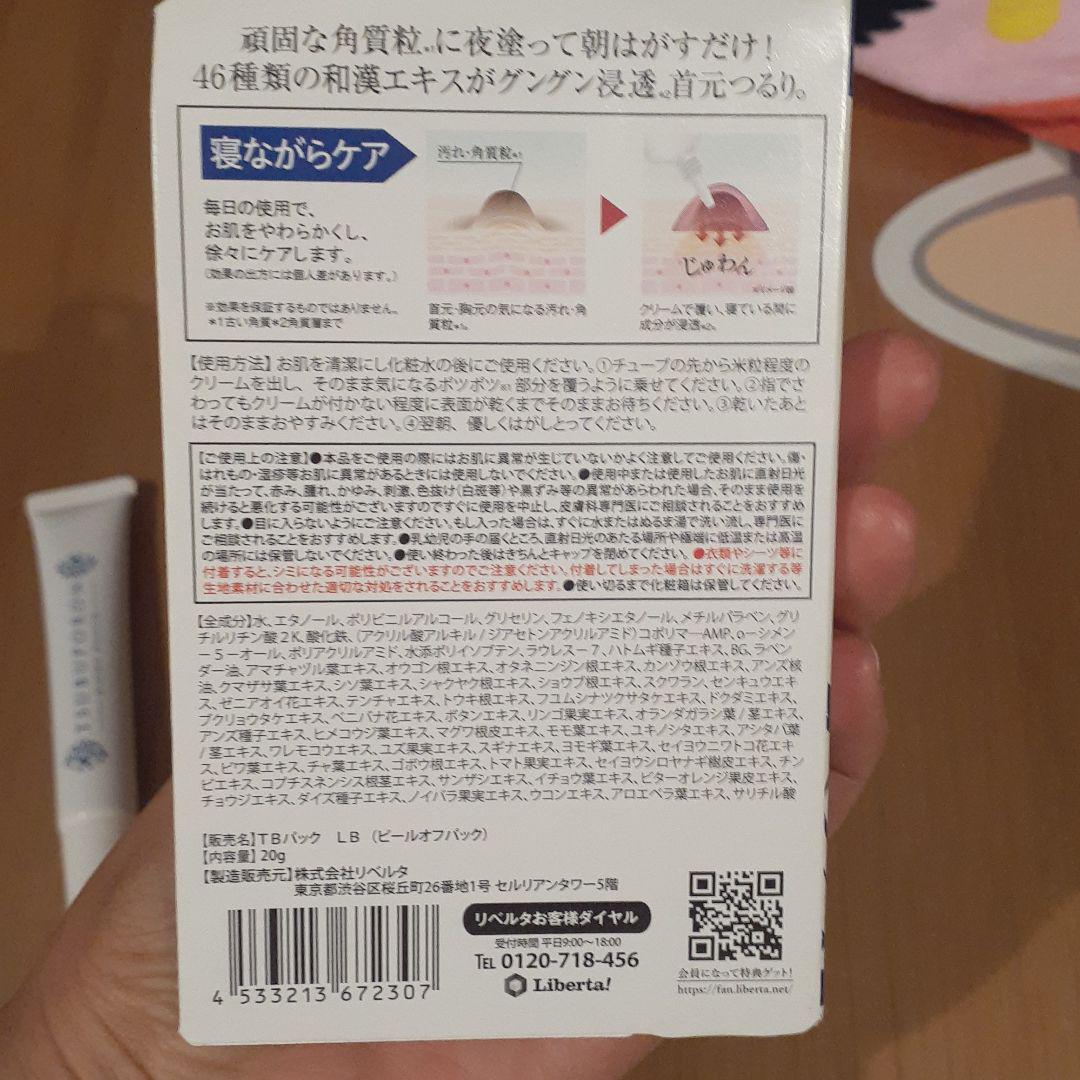 頑固な角質粒※1に夜塗って朝はがすだけ!
46種類の和漢エキスがグングン浸透※2首元つるり。
寝ながらケア
毎日の使用で、
お肌をやわらかくし、
徐々にケアします。
(効果の出方には個人差があります。)
※効果を保証するものではありません。
*1古い角質*2角質層まで
汚れ・角質粒※1
首元・胸元の気になる汚れ・角
質粒※1。
じゅわん
※イメージ図
クリームで覆い、寝ている間に
成分が浸透※2。
【使用方法】お肌を清潔にし化粧水の後にご使用ください。①チューブの先から米粒程度の
クリームを出し、そのまま気になるポツポツ※1部分を覆うように乗せてください。②指でさ
わってもクリームが付かない程度に表面が乾くまでそのままお待ちください。③乾いたあと
はそのままおやすみください。④翌朝、優しくはがしとってください。
【ご使用上の注意】●本品をご使用の際にはお肌に異常が生じていないかよく注意してご使用ください。傷・
はれもの・湿疹等お肌に異常があるときには使用しないでください。●使用中または使用したお肌に直射日光
が当たって、赤み、腫れ、かゆみ、刺激、色抜け(白斑等)や黒ずみ等の異常があらわれた場合、そのまま使用を
続けると悪化する可能性がございますのですぐに使用を中止し、皮膚科専門医にご相談されることをおすすめ
します。●目に入らないようにご注意ください。もし入った場合は、すぐに水またはぬるま湯で洗い流し、専門医に
ご相談されることをおすすめします。●乳幼児の手の届くところ、直射日光のあたる場所や極端に低温または高温
の場所には保管しないでください。●使い終わった後はきちんとキャップを閉めてください。●衣類やシーツ等に
付着すると、シミになる可能性がございますのでご注意ください。付着してしまった場合はすぐに洗濯する等
生地素材に合わせた適切な対処をされることをおすすめします。●使い切るまで化粧箱は保管してください。
【全成分】水、エタノール、ポリビニルアルコール、グリセリン、フェノキシエタノール、メチルパラベン、グリ
チルリチン酸2K、酸化鉄、(アクリル酸アルキル/ジアセトンアクリルアミド)コポリマーAMP、o-シメン
-5-オール、ポリアクリルアミド、水添ポリイソブテン、ラウレス-7、ハトムギ種子エキス、BG、ラベン
ダー油、アマチャヅル葉エキス、オウゴン根エキス、オタネニンジン根エキス、カンゾウ根エキス、アンズ核
油、クマザサ葉エキス、シソ葉エキス、シャクヤク根エキス、ショウブ根エキス、スクワラン、センキュウエキ
ス、ゼニアオイ花エキス、テンチャエキス、トウキ根エキス、フユムシナツクサタケエキス、ドクダミエキス、
ブクリョウタケエキス、ベニバナ花エキス、ボタンエキス、リンゴ果実エキス、オランダガラシ葉/茎エキス、
アンズ種子エキス、ヒメコウジ葉エキス、マグワ根皮エキス、モモ葉エキス、ユキノシタエキス、アシタバ葉
/茎エキス、ワレモコウエキス、ユズ果実エキス、スギナエキス、ヨモギ葉エキス、セイヨウニワトコ花エキ
ス、ビワ葉エキス、チャ葉エキス、ゴボウ根エキス、トマト果実エキス、セイヨウシロヤナギ樹皮エキス、チン
ピエキス、コプチスネンシス根茎エキス、サンザシエキス、イチョウ葉エキス、ビターオレンジ果皮エキス、
チョウジエキス、ダイズ種子エキス、ノイバラ果実エキス、ウコンエキス、アロエベラ葉エキス、サリチル酸
【販売名】TBパック LB (ピールオフパック)
【内容量】20g
【製造販売元】株式会社リベルタ
東京都渋谷区桜丘町26番地1号 セルリアンタワー5階
リベルタお客様ダイヤル
受付時間 平日9:00〜18:00
TEL 0120-718-456
Liberta!
4 533213 672307
会員になって特典ゲット!
https://fan.liberta.net/